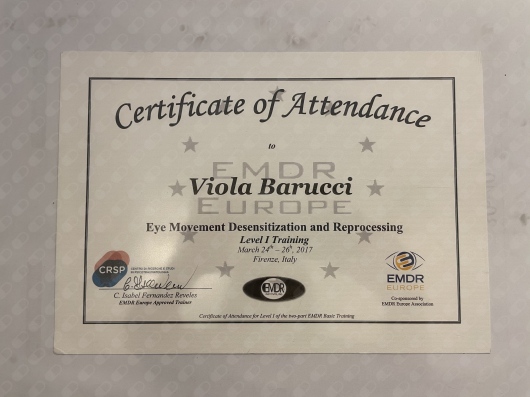 Certificate of Attendance
to
EMDR
Viola Barucci
EUROPE
Eye Movement Desensitization and Reprocessing
Level I Training
March 24th – 26th, 2017
Firenze, Italy
CRSP
C. Isabel Fernandez Reveles
EMDR Europe Approved Trainer
EMDR
EMDR
EUROPE
Co-sponsored by
EMDR Europe Association
Certificate of Attendance for Level I of the two-part EMDR Basic Training